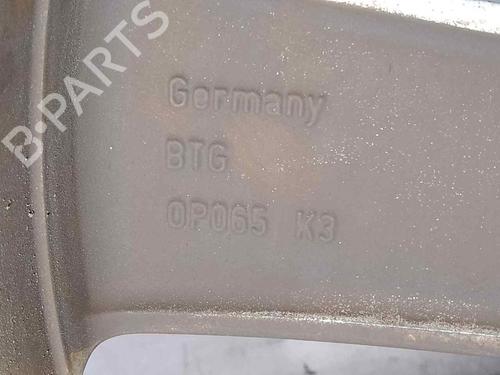 B-PARTS
Germany
BTG
0P065 K3